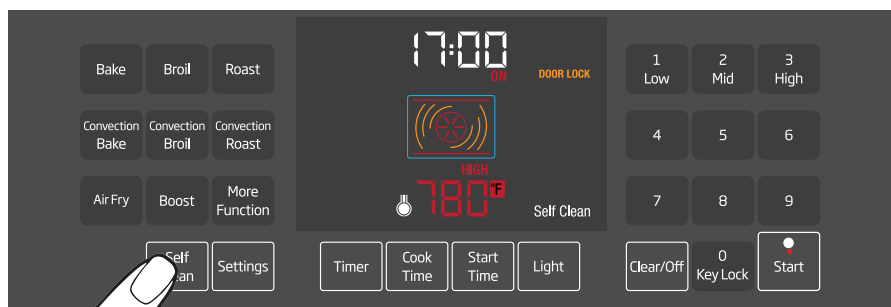 Bake
Broil
Roast
Convection
Bake
Convection
Broil
Convection
Roast
Air Fry
Boost
More
Function
Self
Settings
17:00
ON
DOOR LOCK
HIGH
780°F
Self Clean
Timer
Cook
Time
Start
Time
Light
1
Low
2
Mid
3
High
4
5
6
7
8
9
Clear/Off
0
Key Lock
Start